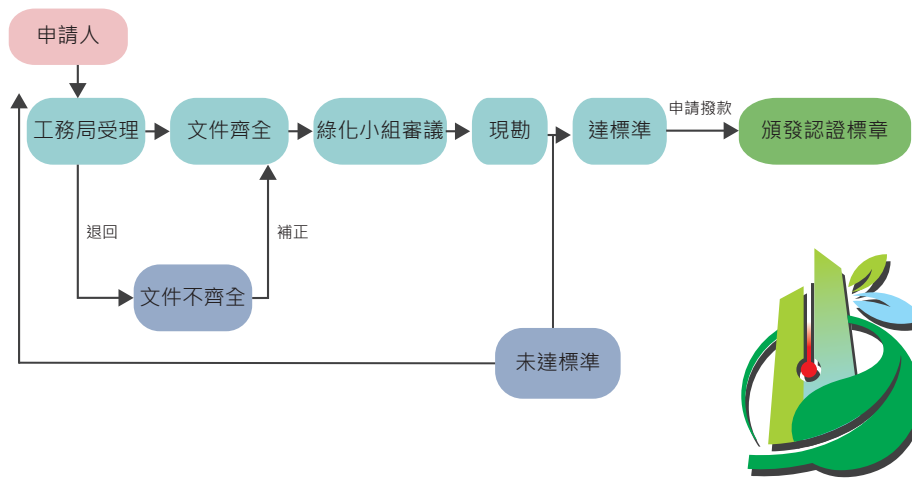 申請人
工務局受理
文件齊全
綠化小組審議
現勘
達標準
申請撥款
頒發認證標章
退回
補正
文件不齊全
未達標準